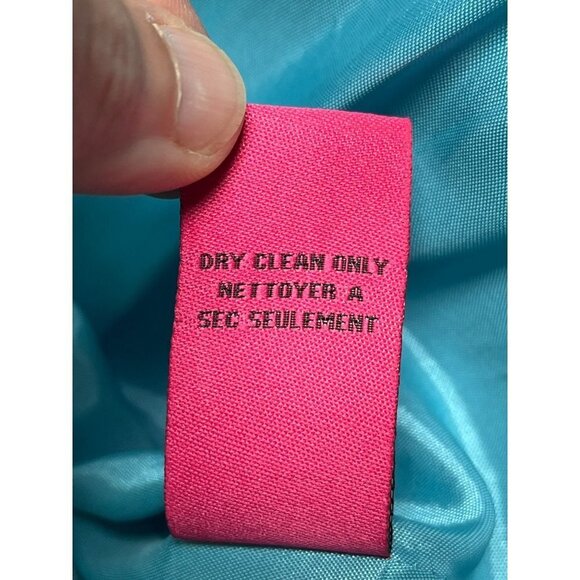 DRY CLEAN ONLY
NETTOYER A
SEC SEULEMENT